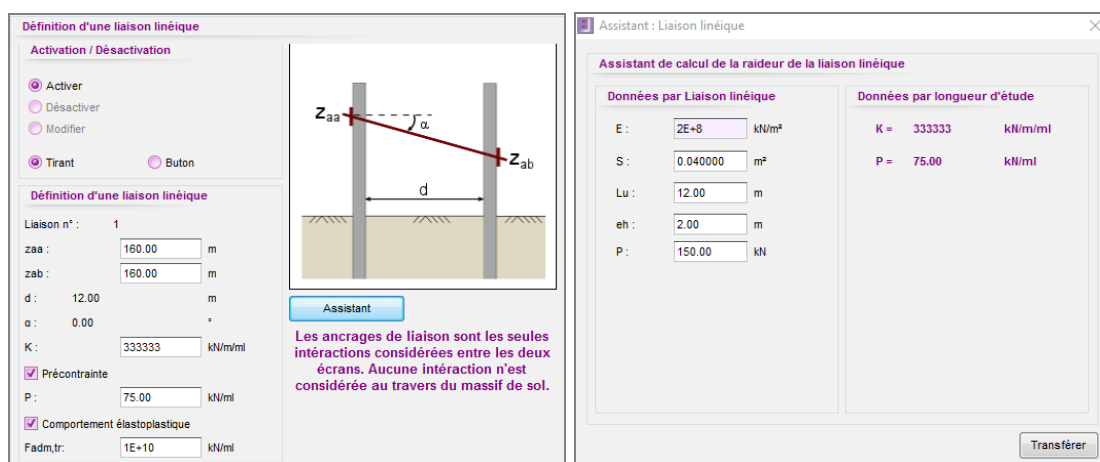 Définition d'une liaison linéique
Activation / Désactivation
Activer
Désactiver
Modifier
Tirant Buton
Définition d'une liaison linéique
Liaison n° : 1
zaa : 160.00 m
zab : 160.00 m
d : 12.00 m
α : 0.00 °
K : 333333 kN/m/ml
Précontrainte
P : 75.00 kN/ml
Comportement élastoplastique
Fadm,tr: 1E+10 kN/ml
Zaa
α
Zab
d
Assistant
Les ancrages de liaison sont les seules
intéractions considérées entre les deux
écrans. Aucune intéraction n'est
considérée au travers du massif de sol.
Assistant : Liaison linéique
Assistant de calcul de la raideur de la liaison linéique
Données par Liaison linéique
E : 2E+8 kN/m²
S : 0.040000 m²
Lu : 12.00 m
eh : 2.00 m
P : 150.00 kN
Données par longueur d'étude
K = 333333 kN/m/ml
P = 75.00 kN/ml
Transférer